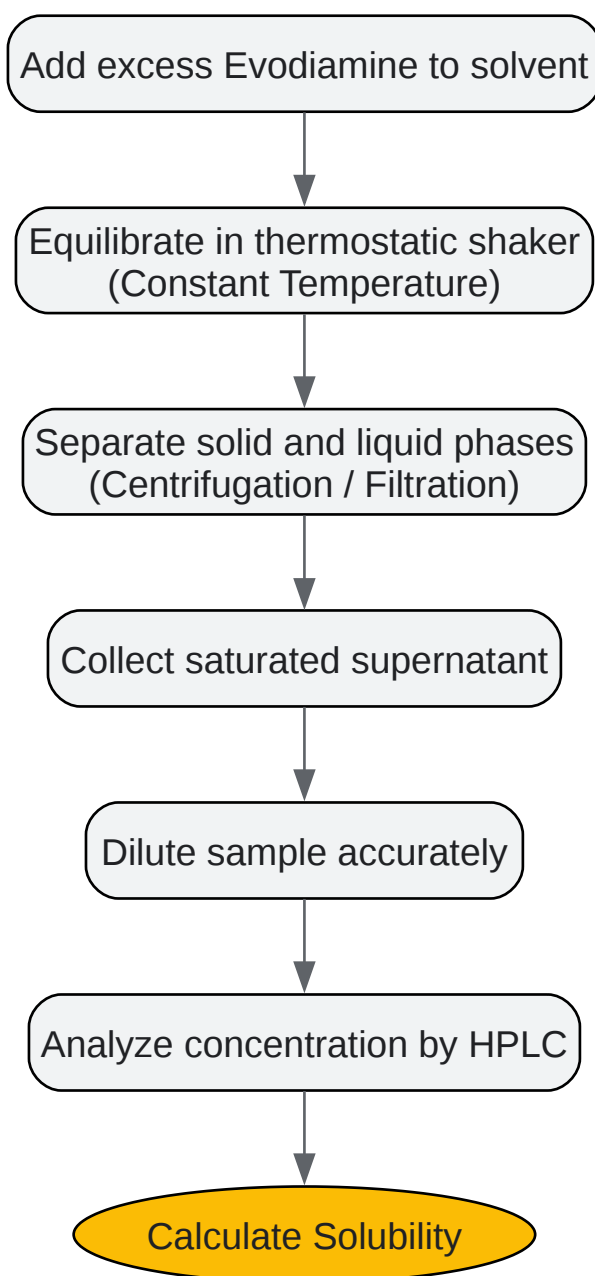 Add excess Evodiamine to solvent
Equilibrate in thermostatic shaker
(Constant Temperature)
Separate solid and liquid phases
(Centrifugation / Filtration)
Collect saturated supernatant
Dilute sample accurately
Analyze concentration by HPLC
Calculate Solubility